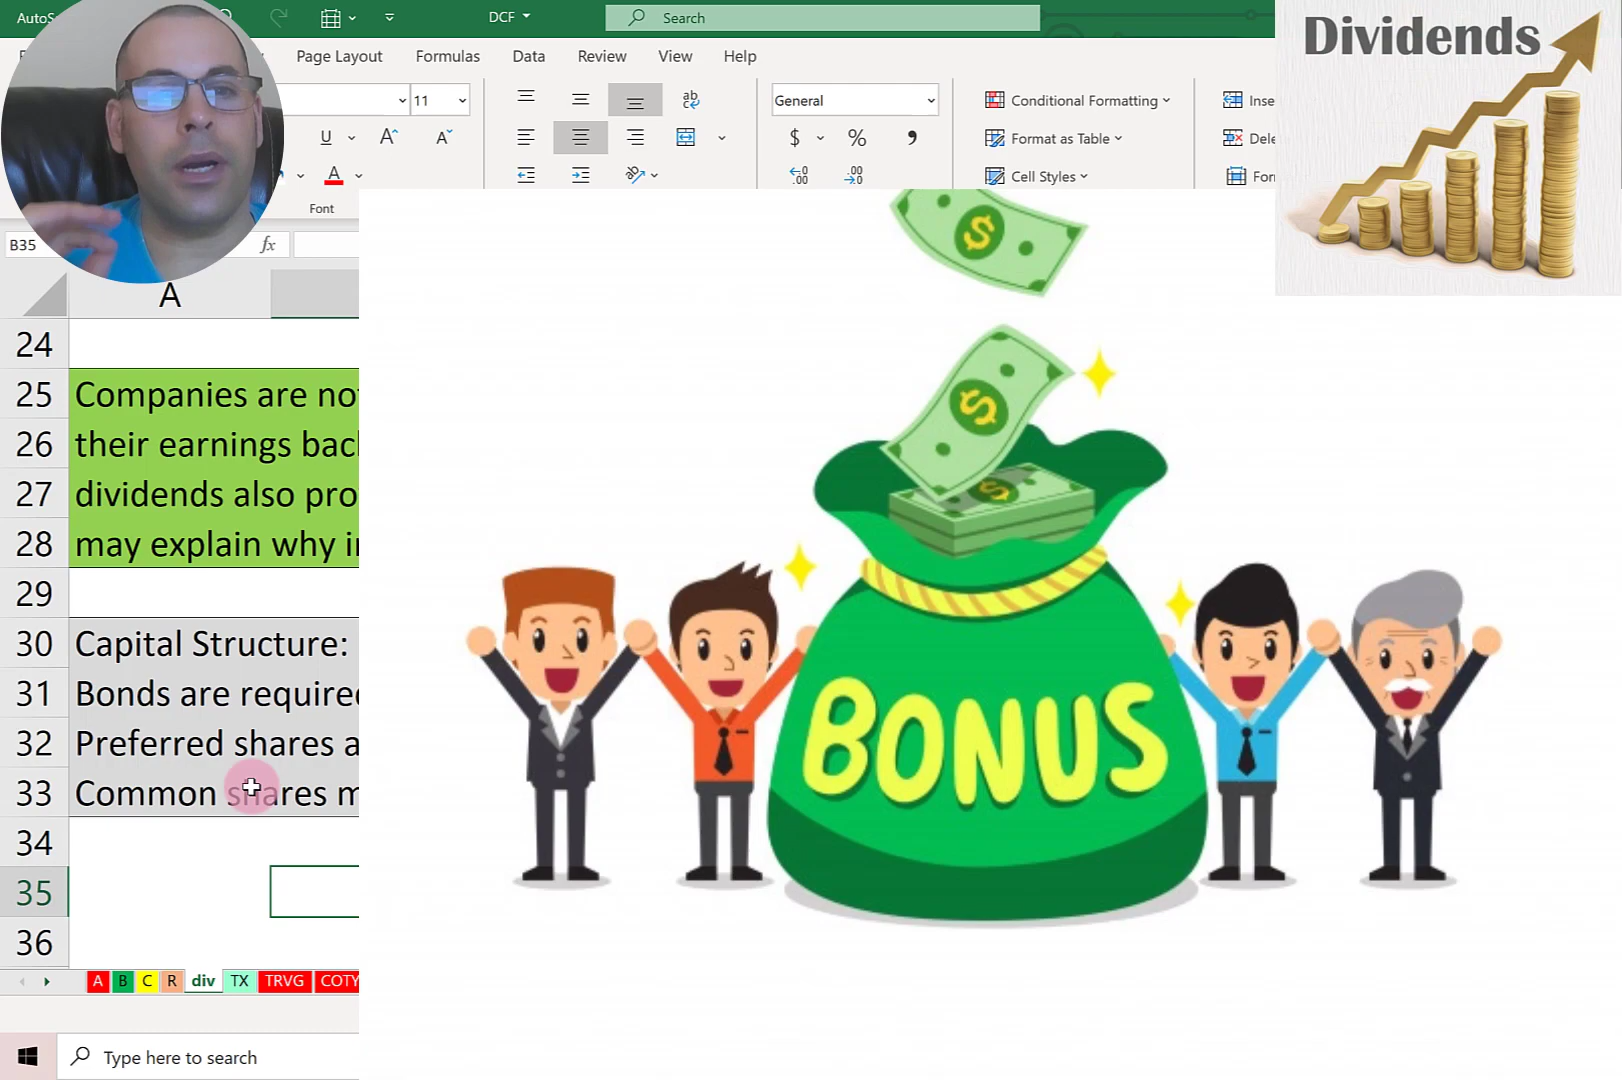 AutoS
DCF
Search
Dividends
Page Layout
Formulas
Data
Review
View
Help
11
ab
General
Conditional Formatting
Inse
U
A
A
$
%
Format as Table
Dele
A
Cell Styles
For
Font
B35
fx
A
24
25
Companies are no
26
their earnings bac
27
dividends also pro
28
may explain why i
29
30
Capital Structure:
31
Bonds are required
32
Preferred shares a
33
Common shares m
34
35
36
BONUS
A
B
C
R
div
TX
TRVG
COTY
Type here to search